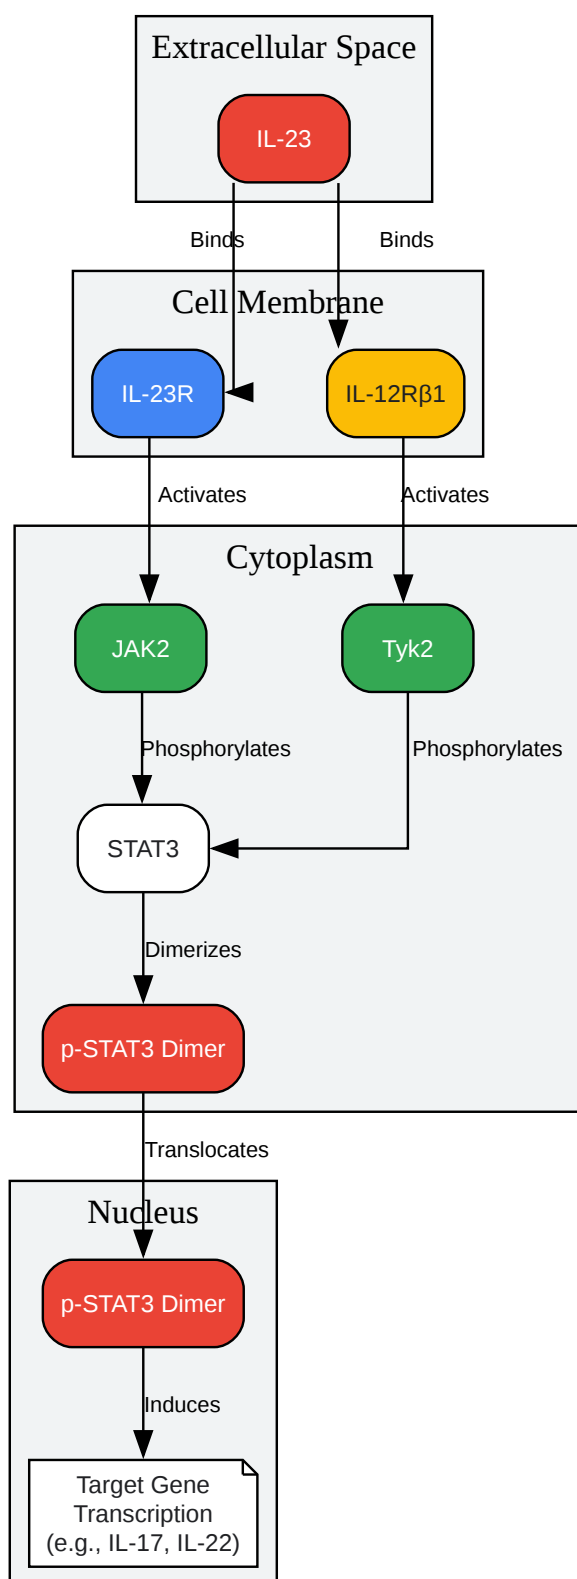 Extracellular Space
IL-23
Binds
Binds
Cell Membrane
IL-23R
IL-12Rβ1
Activates
Activates
Cytoplasm
JAK2
Tyk2
Phosphorylates
Phosphorylates
STAT3
Dimerizes
p-STAT3 Dimer
Translocates
Nucleus
p-STAT3 Dimer
Induces
Target Gene
Transcription
(e.g., IL-17, IL-22)